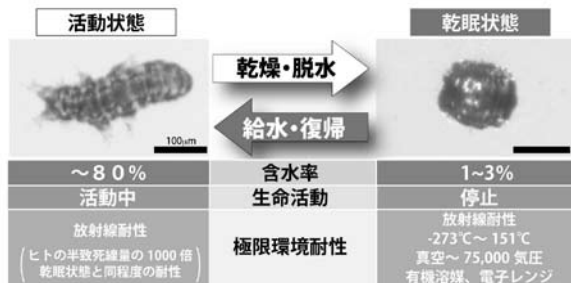 活動状態
乾眠状態
乾燥・脱水
給水・復帰
100μm
～80% 含水率 1~3%
活動中 生命活動 停止
放射線耐性
(ヒトの半致死線量の1000倍
乾眠状態と同程度の耐性)
極限環境耐性
放射線耐性
-273℃～151℃
真空～75,000気圧
有機溶媒、電子レンジ